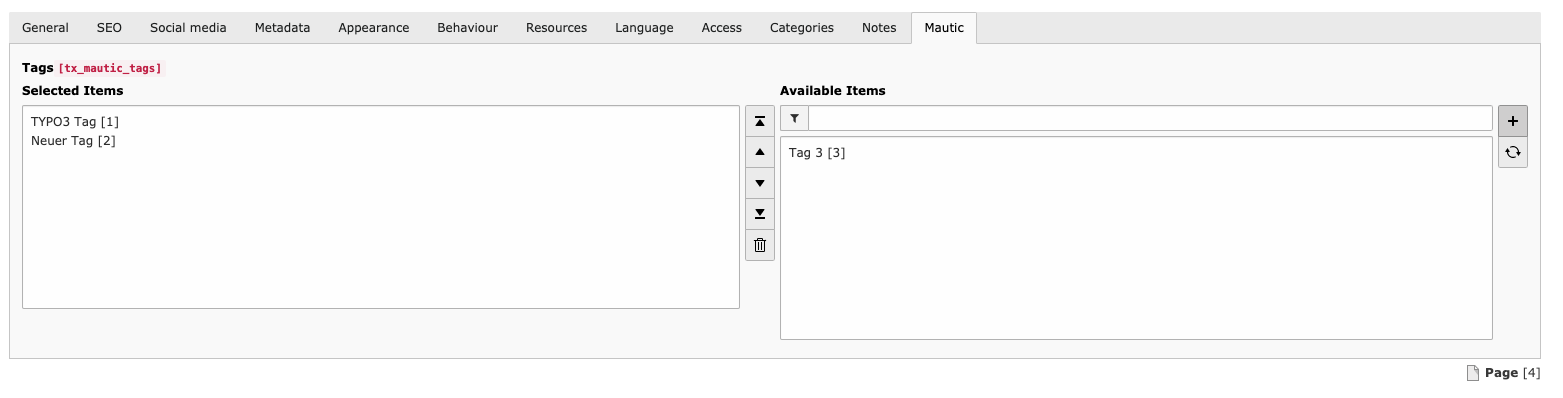 General SEO Social media Metadata Appearance Behaviour Resources Language Access Categories Notes Mautic
Tags [tx_mautic_tags]
Selected Items
TYPO3 Tag [1]
Neuer Tag [2]
Available Items
Tag 3 [3]
Page [4]